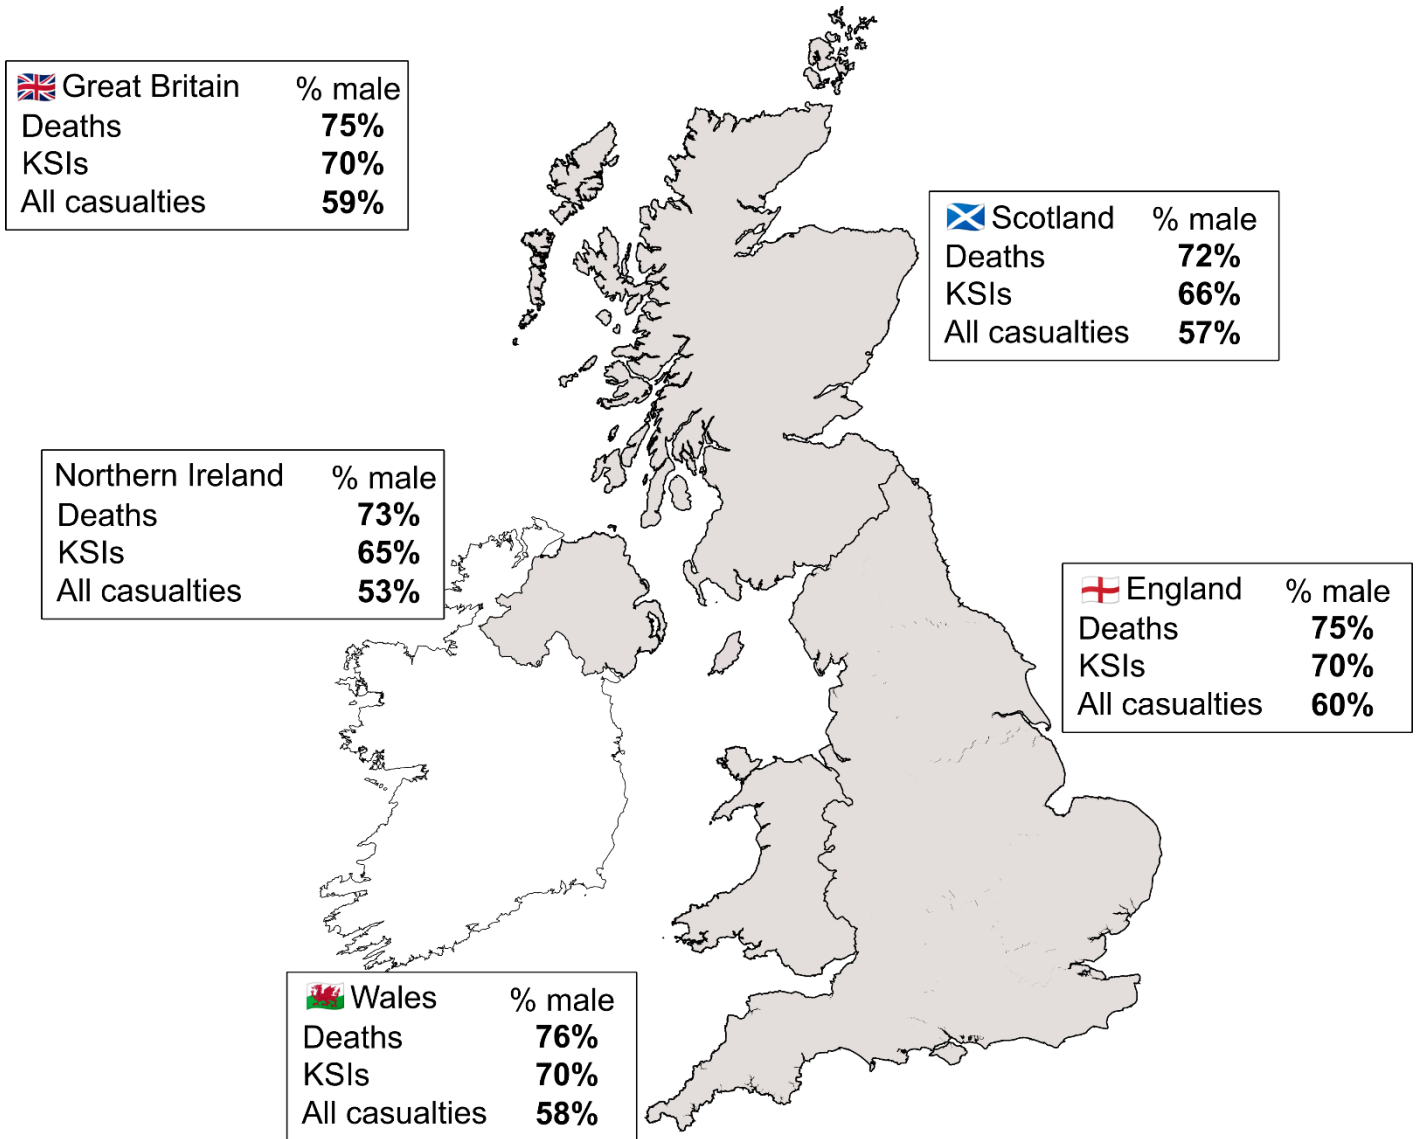 Great Britain % male
Deaths 75%
KSIs 70%
All casualties 59%
Scotland % male
Deaths 72%
KSIs 66%
All casualties 57%
Northern Ireland % male
Deaths 73%
KSIs 65%
All casualties 53%
England % male
Deaths 75%
KSIs 70%
All casualties 60%
Wales % male
Deaths 76%
KSIs 70%
All casualties 58%